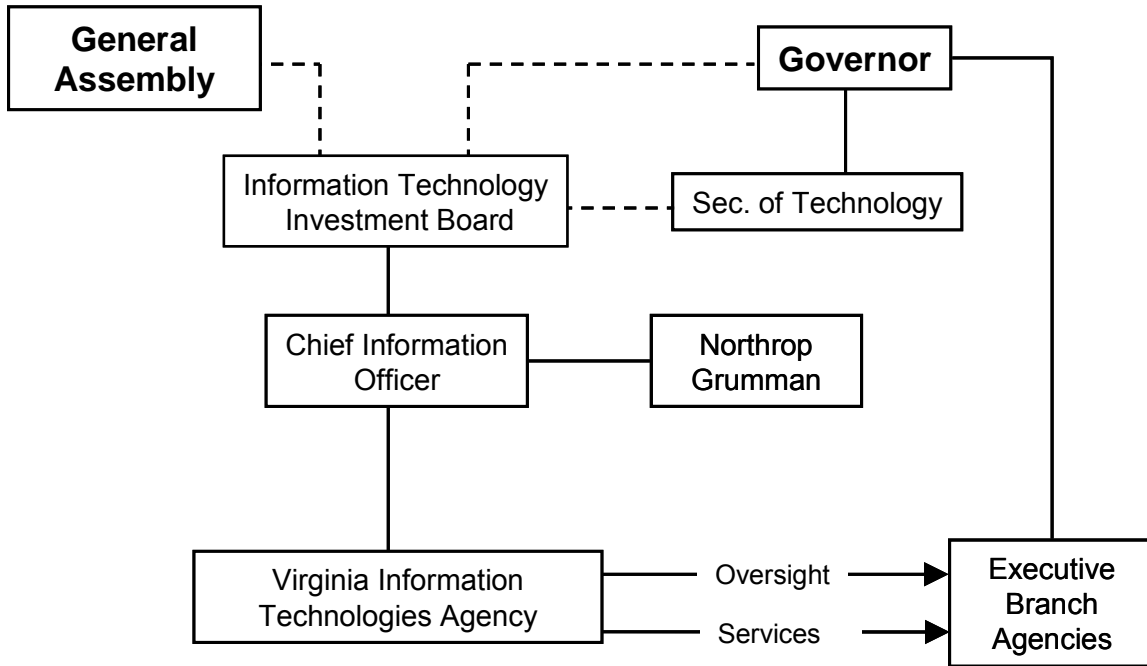 General
Assembly
Governor
Information Technology
Investment Board
Sec. of Technology
Chief Information
Officer
Northrop
Grumman
Virginia Information
Technologies Agency
Oversight
Services
Executive
Branch
Agencies